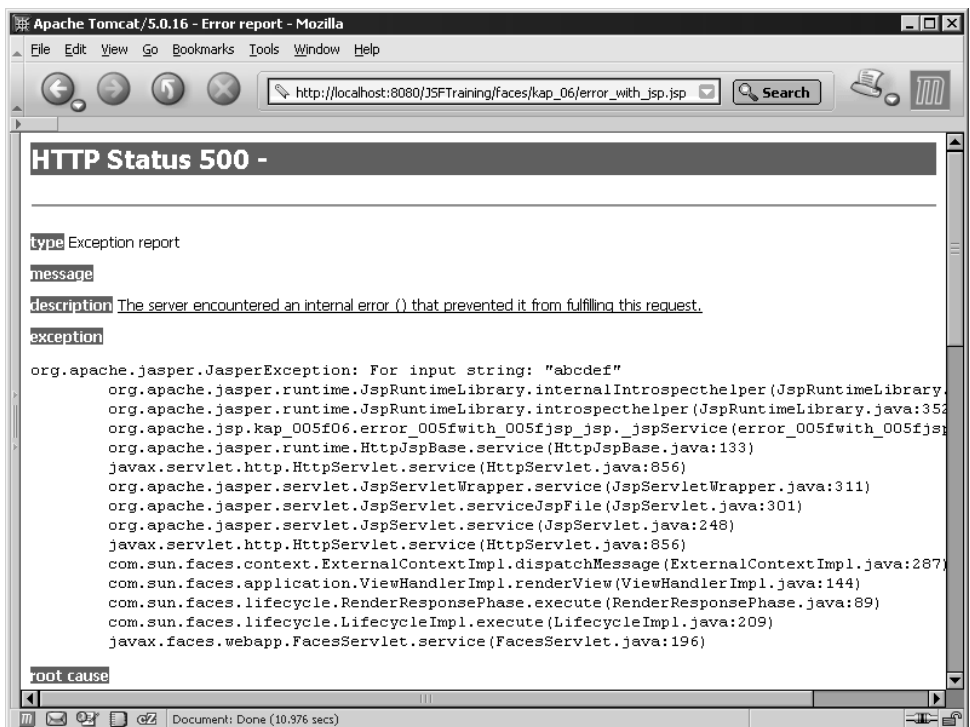 Apache Tomcat/5.0.16 - Error report - Mozilla
File Edit View Go Bookmarks Tools Window Help
http://localhost:8080/JSFTraining/faces/kap_06/error_with_jsp.jsp Search
HTTP Status 500 -
type Exception report
message
description The server encountered an internal error () that prevented it from fulfilling this request.
exception
org.apache.jasper.JasperException: For input string: "abcdef"
org.apache.jasper.runtime.JspRuntimeLibrary.internalIntrospecthelper(JspRuntimeLibrary.
org.apache.jasper.runtime.JspRuntimeLibrary.introspecthelper(JspRuntimeLibrary.java:352
org.apache.jsp.kap_005f06.error_005fwith_005fjsp_jsp._jspService(error_005fwith_005fjsp
org.apache.jasper.runtime.HttpJspBase.service(HttpJspBase.java:133)
javax.servlet.http.HttpServlet.service(HttpServlet.java:856)
org.apache.jasper.servlet.JspServletWrapper.service(JspServletWrapper.java:311)
org.apache.jasper.servlet.JspServlet.serviceJspFile(JspServlet.java:301)
org.apache.jasper.servlet.JspServlet.service(JspServlet.java:248)
javax.servlet.http.HttpServlet.service(HttpServlet.java:856)
com.sun.faces.context.ExternalContextImpl.dispatchMessage(ExternalContextImpl.java:287)
com.sun.faces.application.ViewHandlerImpl.renderView(ViewHandlerImpl.java:144)
com.sun.faces.lifecycle.RenderResponsePhase.execute(RenderResponsePhase.java:89)
com.sun.faces.lifecycle.LifecycleImpl.execute(LifecycleImpl.java:209)
javax.faces.webapp.FacesServlet.service(FacesServlet.java:196)
root cause
Document: Done (10.976 secs)